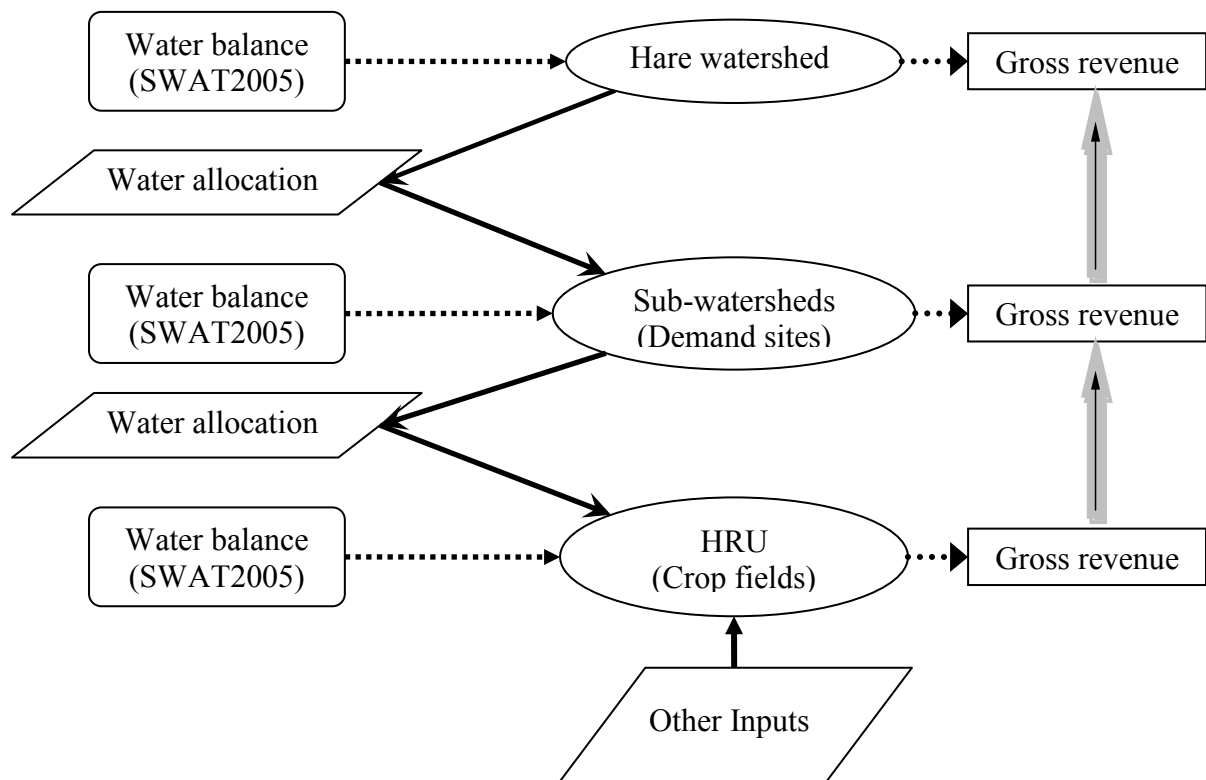 Water balance
(SWAT2005)
Hare watershed
Gross revenue
Water allocation
Water balance
(SWAT2005)
Sub-watersheds
(Demand sites)
Gross revenue
Water allocation
Water balance
(SWAT2005)
HRU
(Crop fields)
Gross revenue
Other Inputs